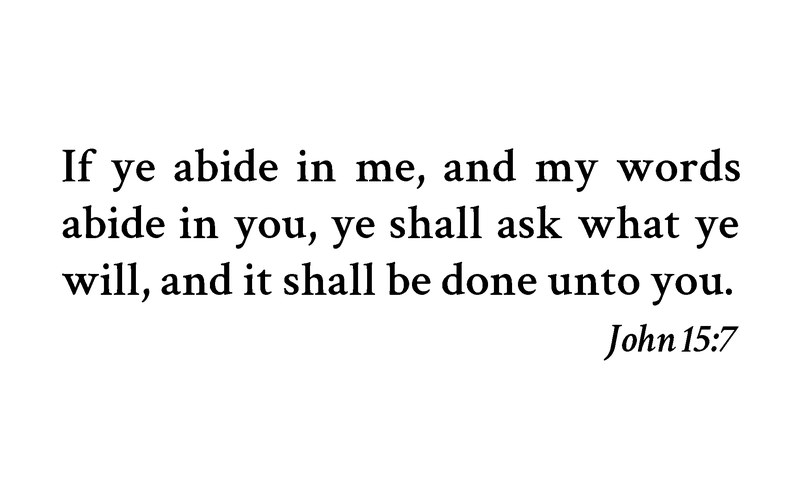 If ye abide in me, and my words
abide in you, ye shall ask what ye
will, and it shall be done unto you.
John 15:7